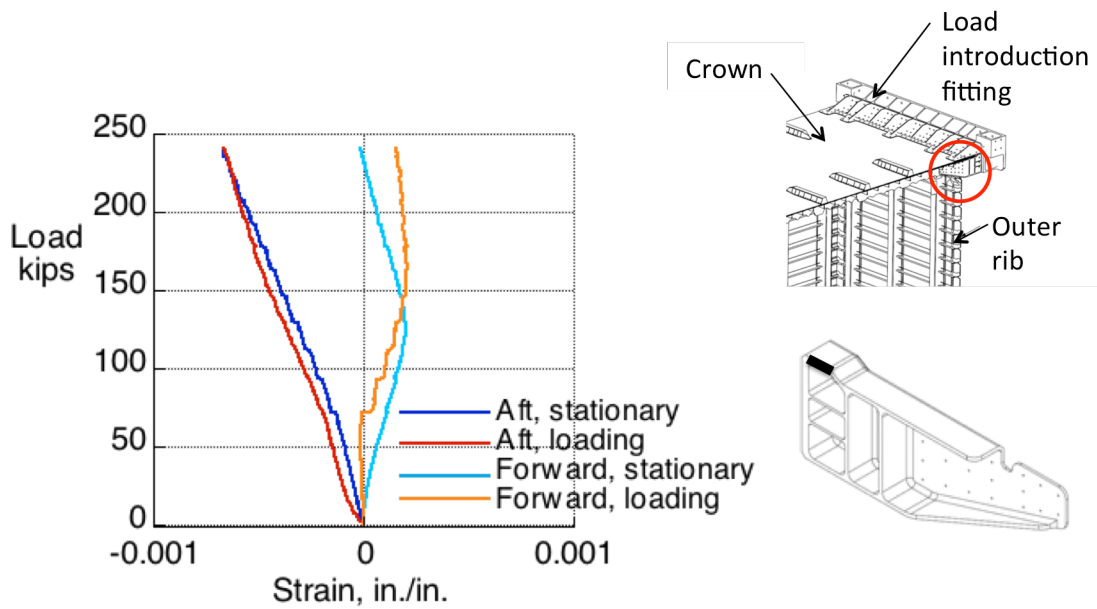 250
200
150
100
50
0
Load
kips
-0.001
0
0.001
Strain, in./in.
Aft, stationary
Aft, loading
Forward, stationary
Forward, loading
Crown
Load
introduction
fitting
Outer
rib